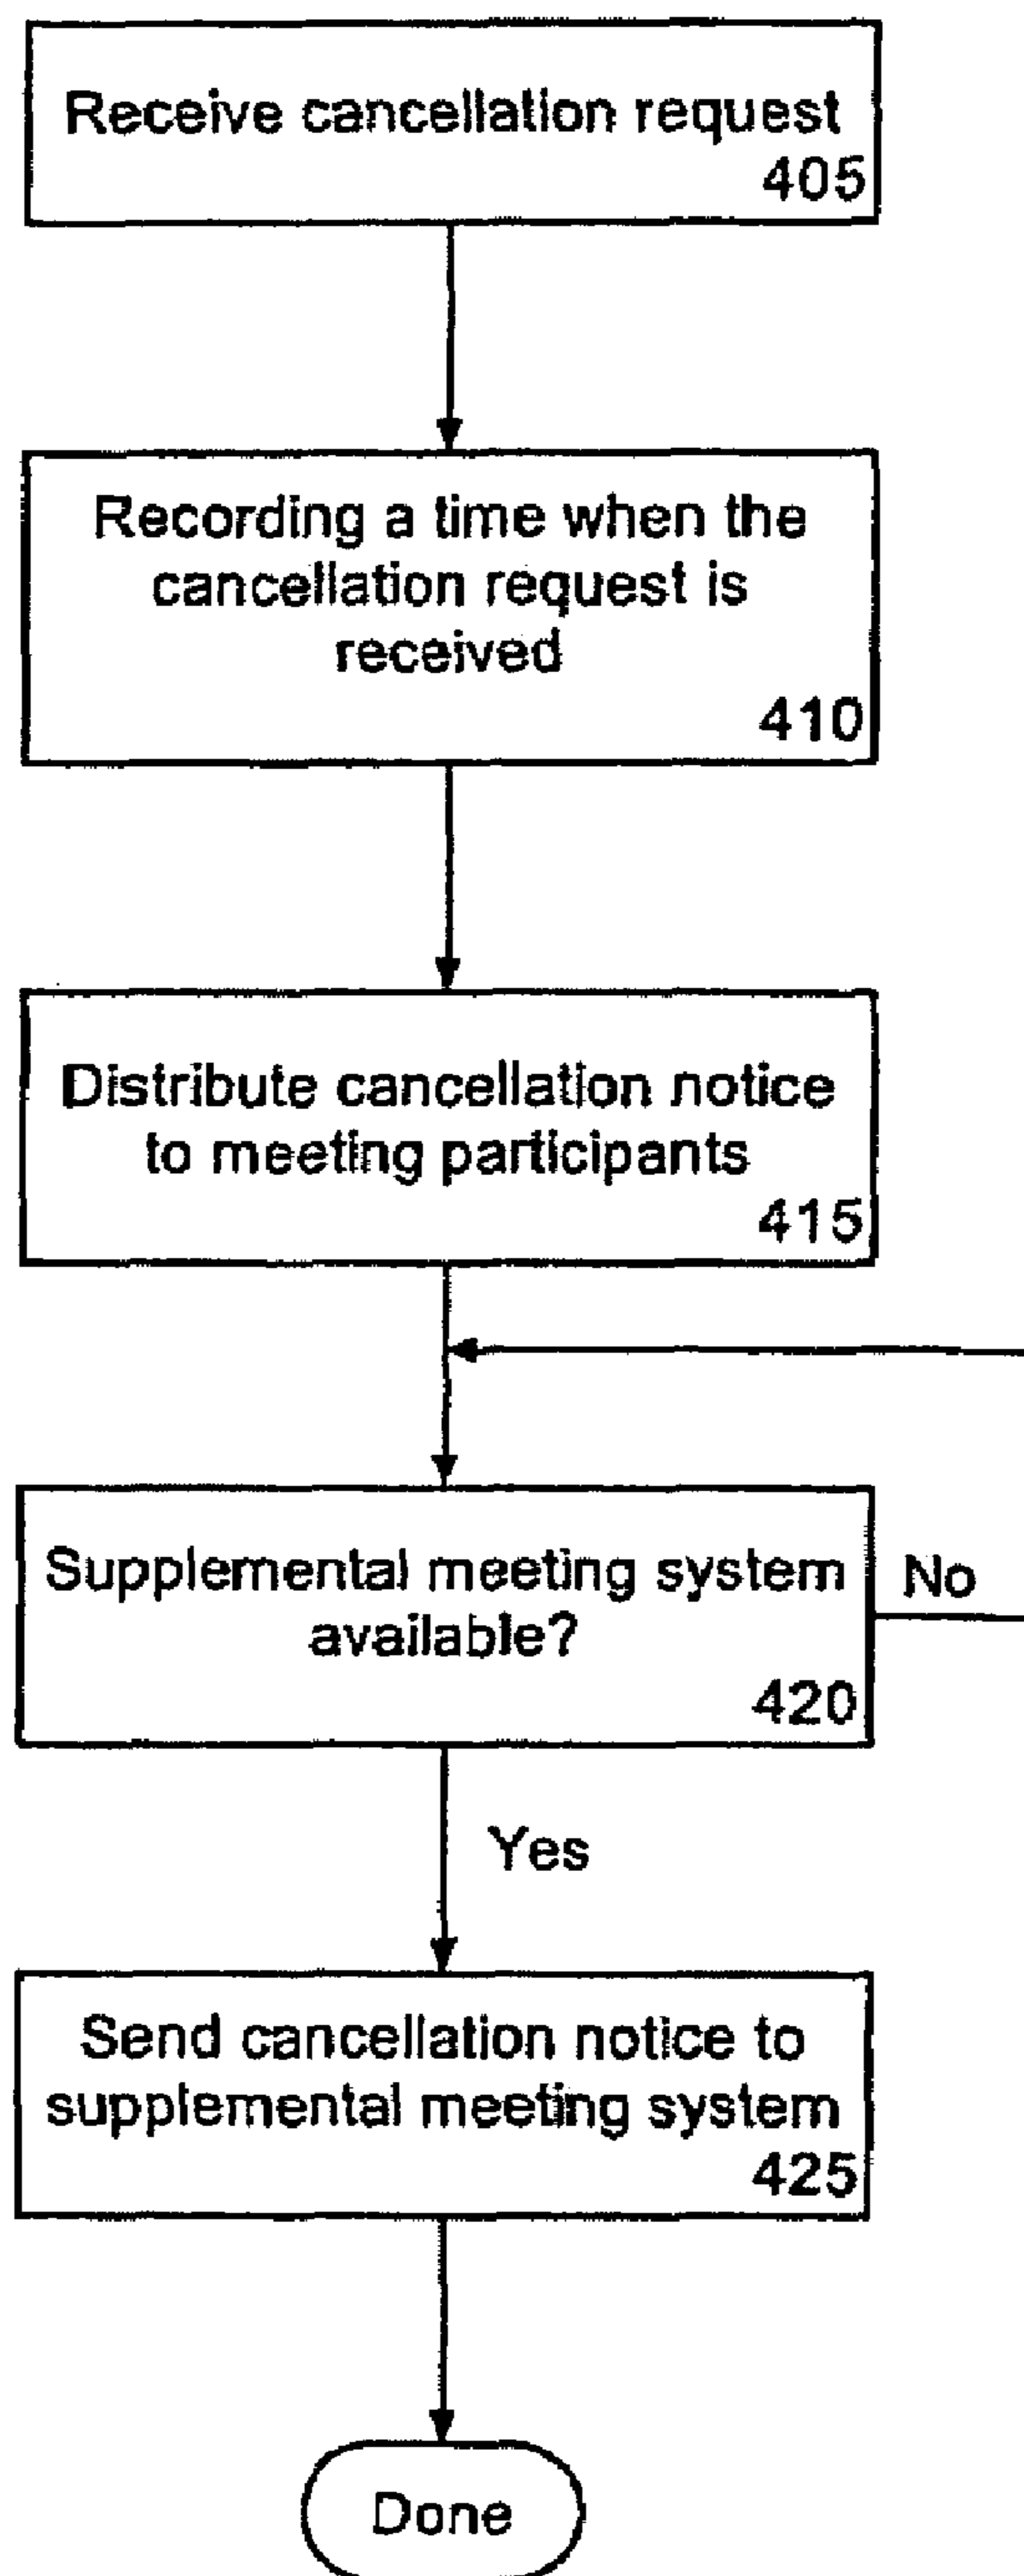 Receive cancellation request
405
Recording a time when the
cancellation request is
received
410
Distribute cancellation notice
to meeting participants
415
Supplemental meeting system
available?
420
No
Yes
Send cancellation notice to
supplemental meeting system
425
Done